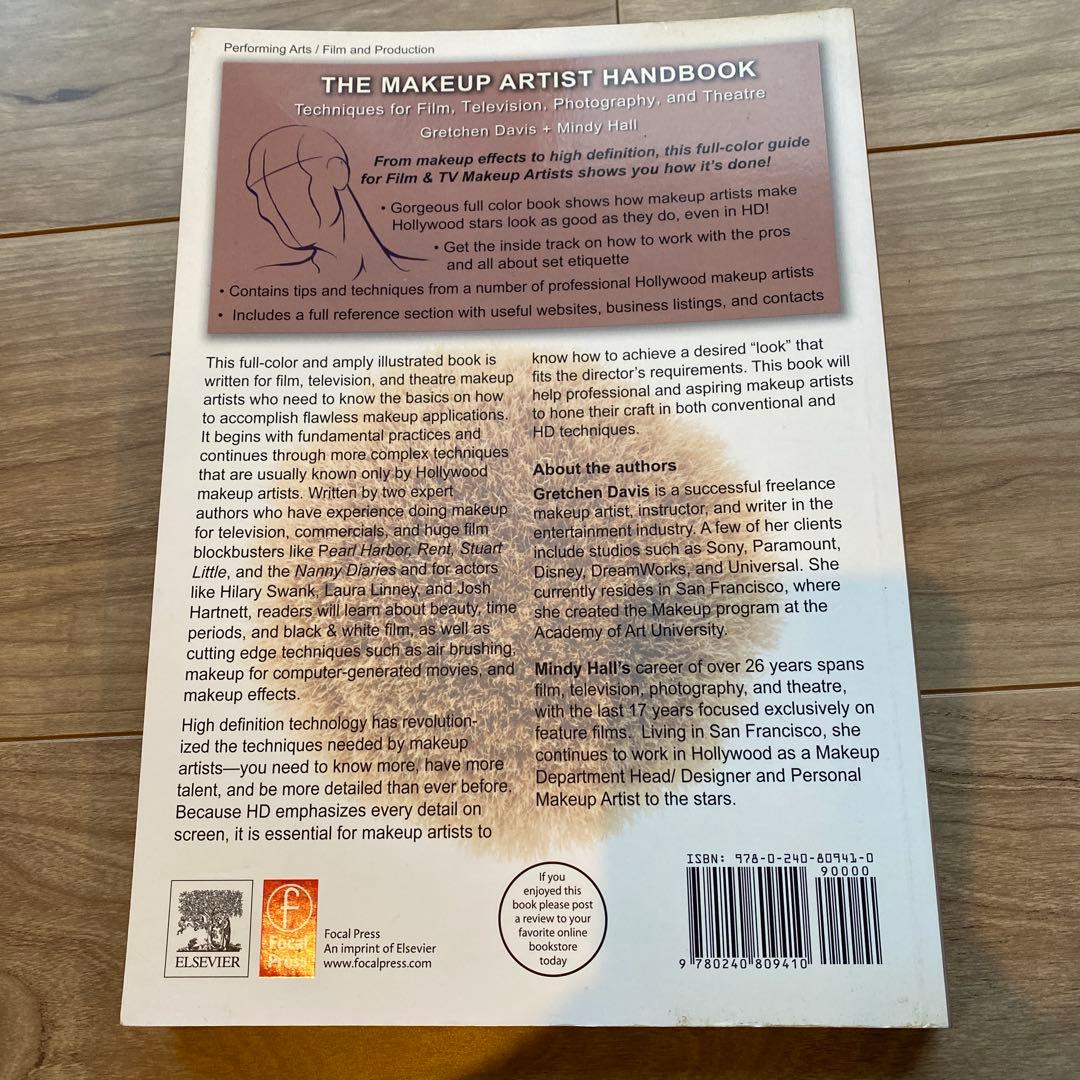 Performing Arts / Film and Production
THE MAKEUP ARTIST HANDBOOK
Techniques for Film, Television, Photography, and Theatre
Gretchen Davis + Mindy Hall
From makeup effects to high definition, this full-color guide
for Film & TV Makeup Artists shows you how it's done!
• Gorgeous full color book shows how makeup artists make
Hollywood stars look as good as they do, even in HD!
• Get the inside track on how to work with the pros
and all about set etiquette
• Contains tips and techniques from a number of professional Hollywood makeup artists
• Includes a full reference section with useful websites, business listings, and contacts
This full-color and amply illustrated book is
written for film, television, and theatre makeup
artists who need to know the basics on how
to accomplish flawless makeup applications.
It begins with fundamental practices and
continues through more complex techniques
that are usually known only by Hollywood
makeup artists. Written by two expert
authors who have experience doing makeup
for television, commercials, and huge film
blockbusters like Pearl Harbor, Rent, Stuart
Little, and the Nanny Diaries and for actors
like Hilary Swank, Laura Linney, and Josh
Hartnett, readers will learn about beauty, time
periods, and black & white film, as well as
cutting edge techniques such as air brushing,
makeup for computer-generated movies, and
makeup effects.
High definition technology has revolution-
ized the techniques needed by makeup
artists—you need to know more, have more
talent, and be more detailed than ever before.
Because HD emphasizes every detail on
screen, it is essential for makeup artists to
know how to achieve a desired “look” that
fits the director's requirements. This book will
help professional and aspiring makeup artists
to hone their craft in both conventional and
HD techniques.
About the authors
Gretchen Davis is a successful freelance
makeup artist, instructor, and writer in the
entertainment industry. A few of her clients
include studios such as Sony, Paramount,
Disney, DreamWorks, and Universal. She
currently resides in San Francisco, where
she created the Makeup program at the
Academy of Art University.
Mindy Hall's career of over 26 years spans
film, television, photography, and theatre,
with the last 17 years focused exclusively on
feature films. Living in San Francisco, she
continues to work in Hollywood as a Makeup
Department Head/ Designer and Personal
Makeup Artist to the stars.
ELSEVIER
f
Focal
Press
Focal Press
An imprint of Elsevier
www.focalpress.com
If you
enjoyed this
book please post
a review to your
favorite online
bookstore
today
ISBN: 978-0-240-80941-0
90000
9 780240 809410